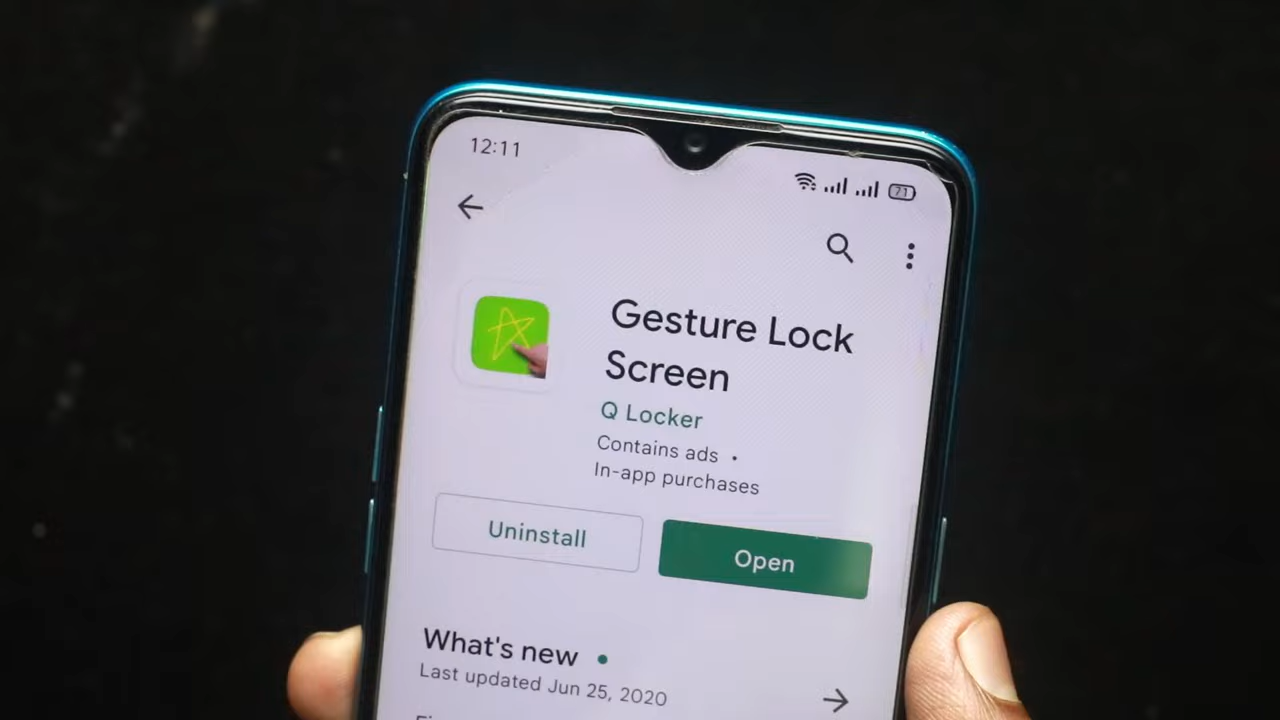 12:11
71
Gesture Lock
Screen
Q Locker
Contains ads •
In-app purchases
Uninstall
Open
What's new •
Last updated Jun 25, 2020